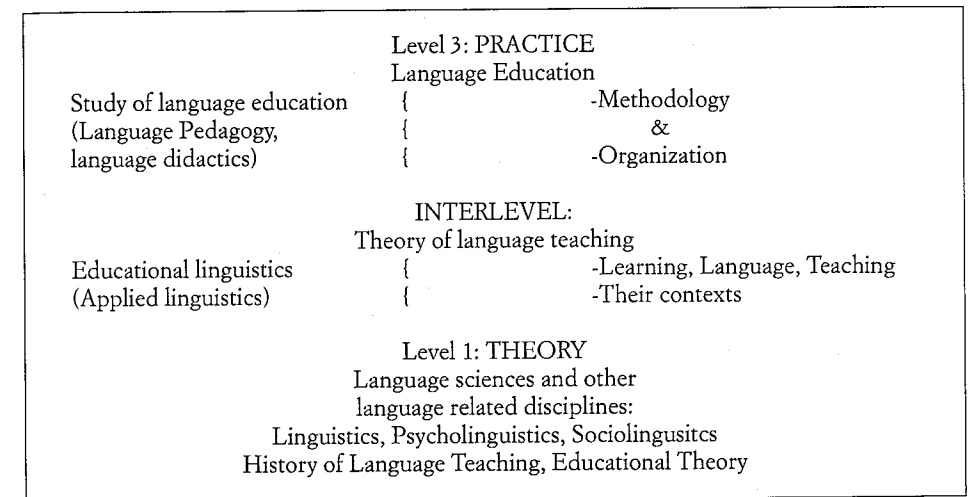 Level 3: PRACTICE
Language Education
Study of language education { -Methodology
(Language Pedagogy, { &
language didactics) { -Organization
INTERLEVEL:
Theory of language teaching
Educational linguistics { -Learning, Language, Teaching
(Applied linguistics) { -Their contexts
Level 1: THEORY
Language sciences and other
language related disciplines:
Linguistics, Psycholinguistics, Sociolingusitcs
History of Language Teaching, Educational Theory